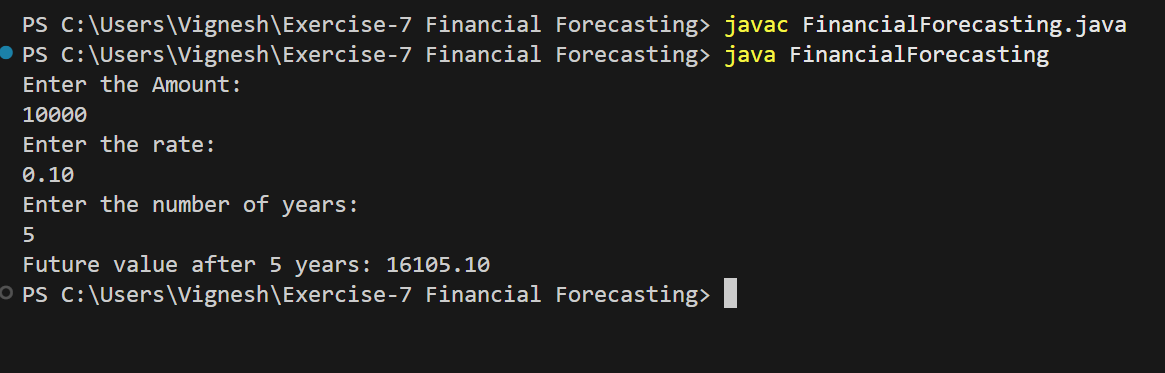 PS C:\Users\Vignesh\Exercise-7 Financial Forecasting> javac FinancialForecasting.java
PS C:\Users\Vignesh\Exercise-7 Financial Forecasting> java FinancialForecasting
Enter the Amount:
10000
Enter the rate:
0.10
Enter the number of years:
5
Future value after 5 years: 16105.10
PS C:\Users\Vignesh\Exercise-7 Financial Forecasting>